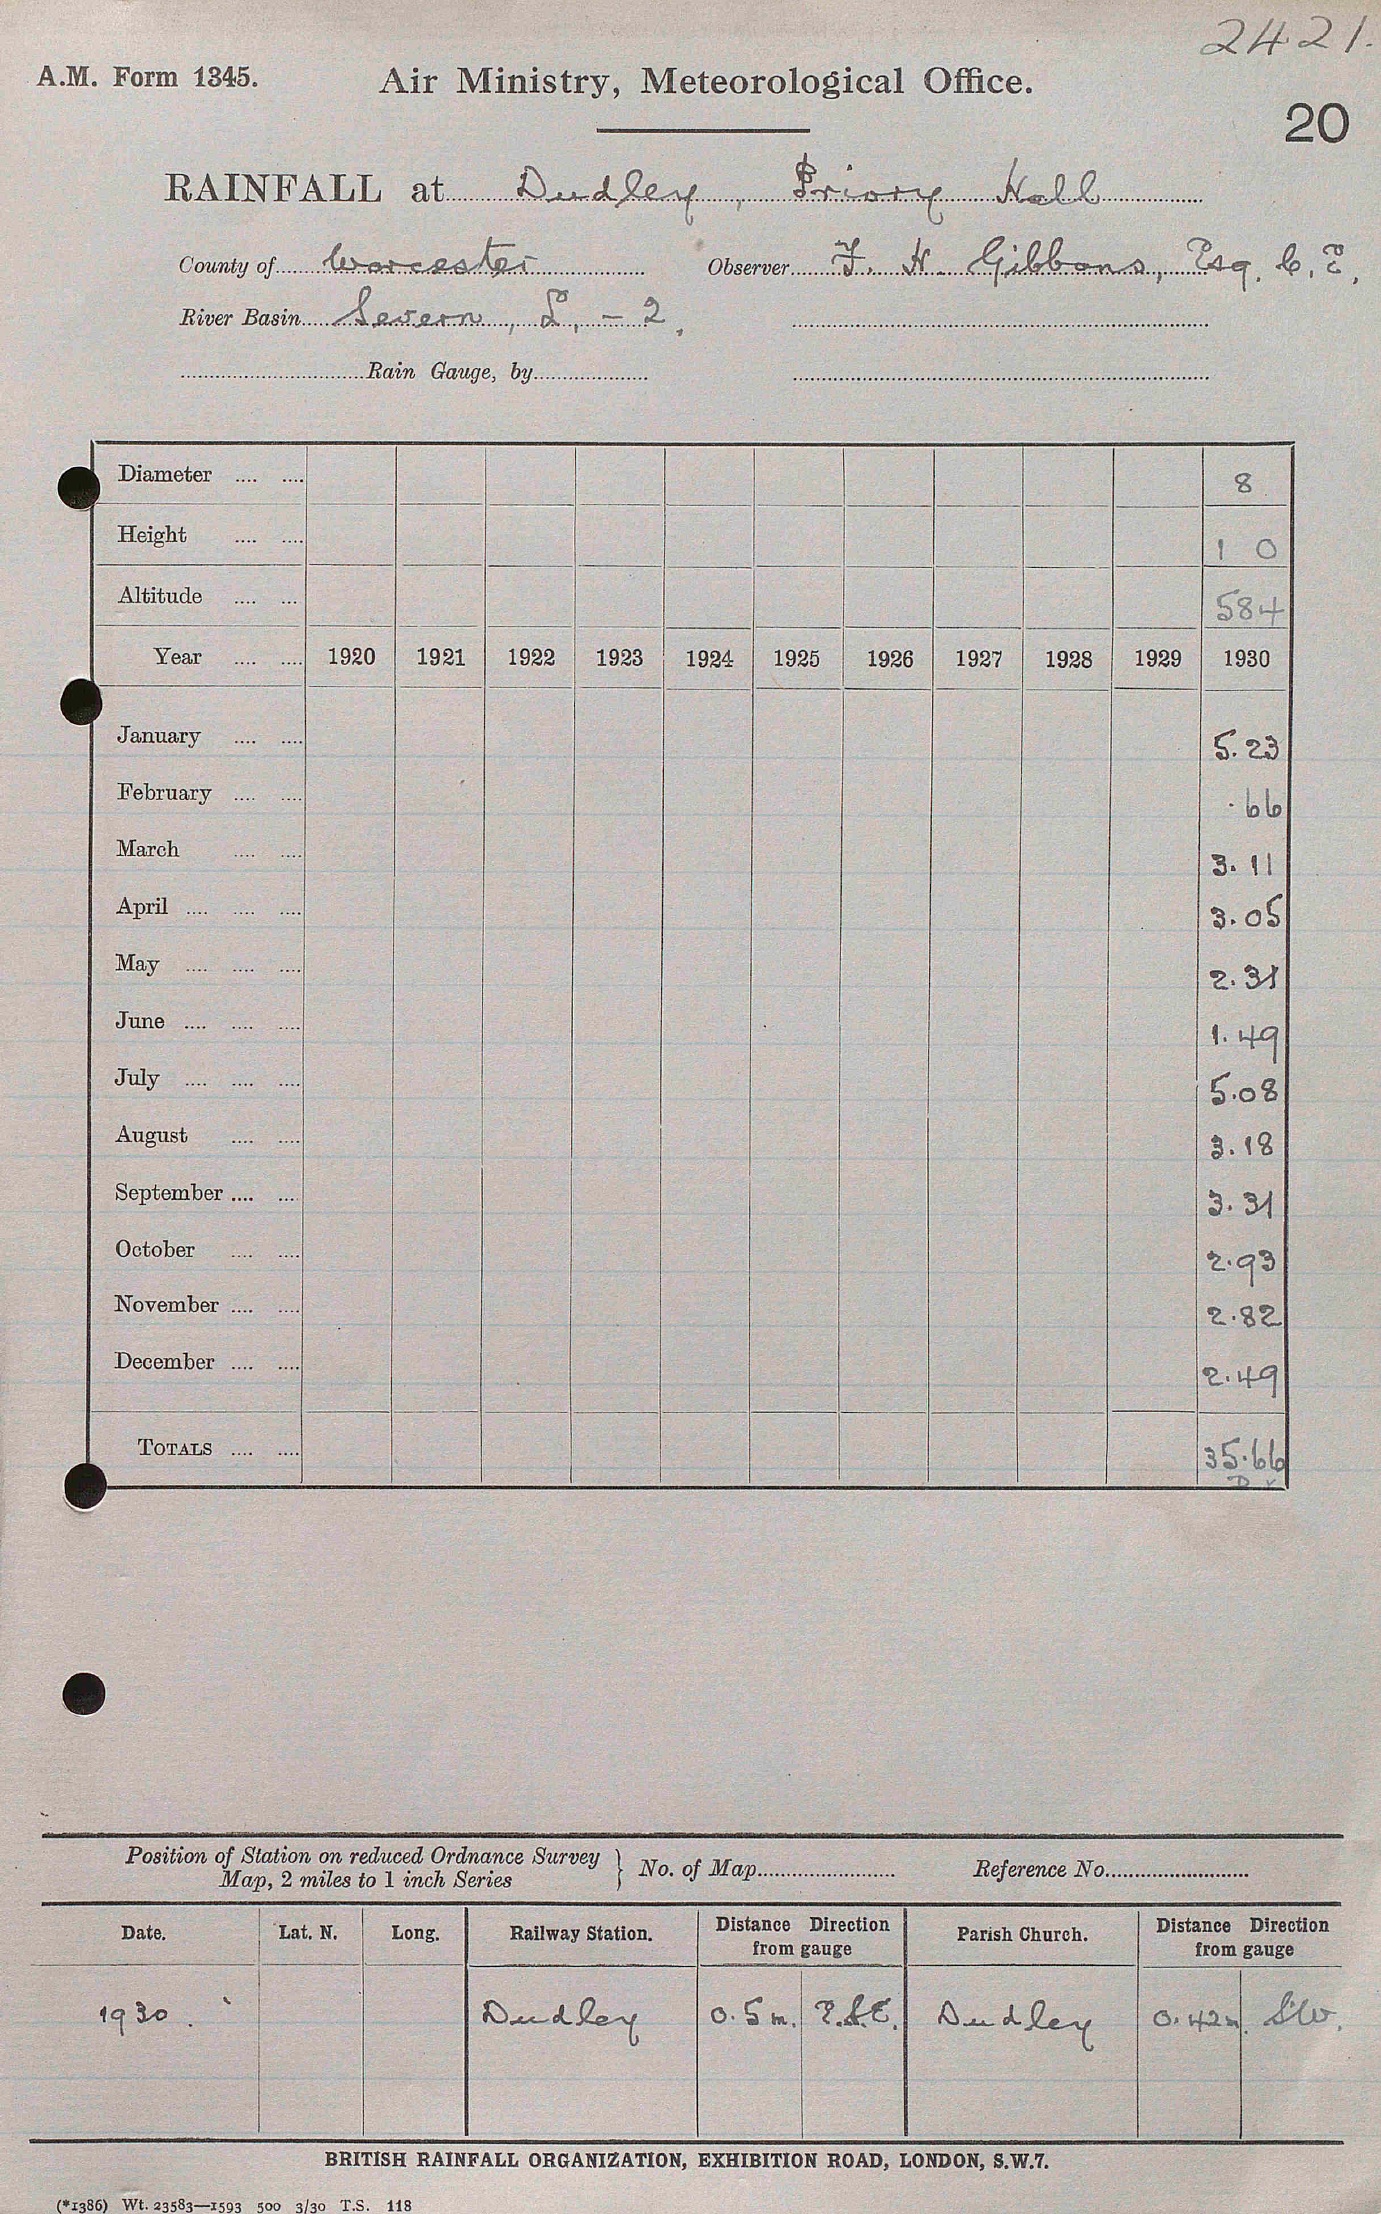 2421.
A.M. Form 1345. Air Ministry, Meteorological Office.
20
RAINFALL at Dudley, Priory Hall
County of Worcester Observer F. H. Gibbons, Esq. C.E.
River Basin Severn, L, - 2.
Rain Gauge, by
Diameter .... .... 8
Height .... .... 1 0
Altitude .... .... 584
Year .... .... 1920 1921 1922 1923 1924 1925 1926 1927 1928 1929 1930
January .... .... 5.23
February .... .... .66
March .... .... 3.11
April .... .... .... 3.05
May .... .... .... 2.31
June .... .... .... 1.49
July .... .... .... 5.08
August .... .... 3.18
September .... .... 3.31
October .... .... 2.93
November .... .... 2.82
December .... .... 2.49
TOTALS .... .... 35.66
Position of Station on reduced Ordnance Survey
Map, 2 miles to 1 inch Series } No. of Map Reference No.
Date. Lat. N. Long. Railway Station. Distance Direction from gauge Parish Church. Distance Direction from gauge
1930. Dudley 0.5 m. E.S.E. Dudley 0.42m. SW.
BRITISH RAINFALL ORGANIZATION, EXHIBITION ROAD, LONDON, S.W.7.
(*1386) Wt. 23583—1593 500 3/30 T.S. 118